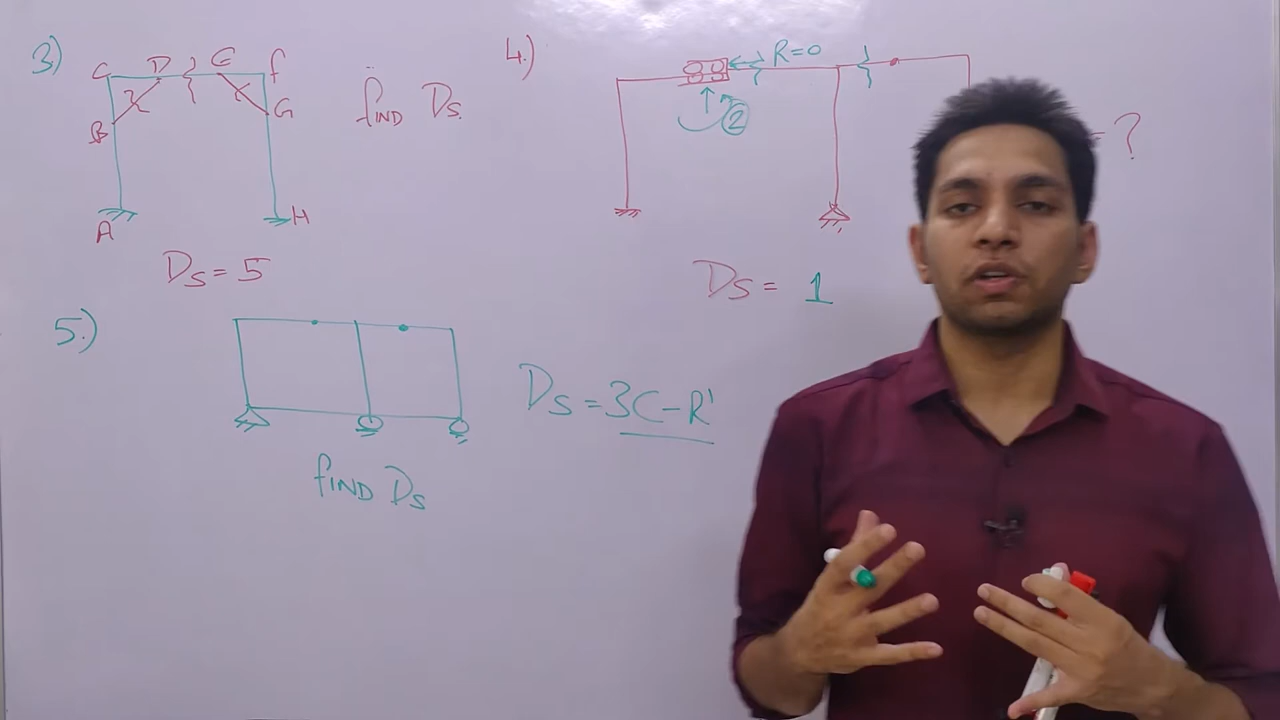 3.)
C D E F
B G
A H
FIND Ds.
Ds = 5
4.)
R=0
2
= ?
Ds = 1
5.)
Ds = 3C-R'
FIND Ds